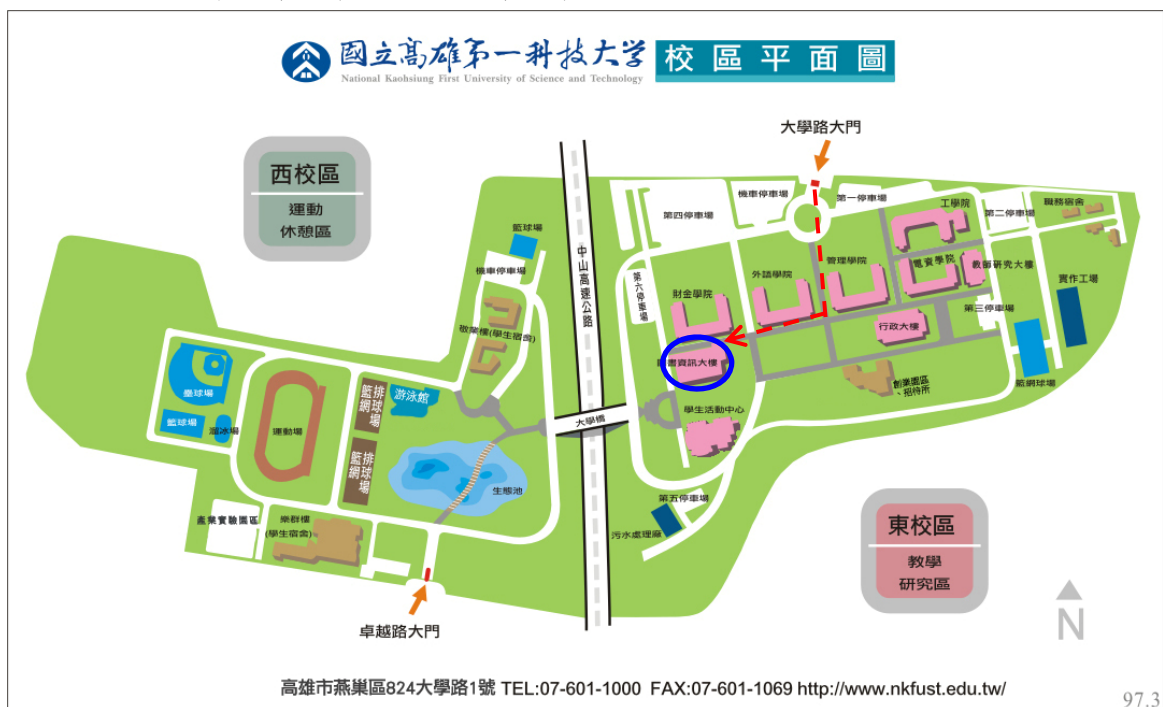 國立高雄第一科技大學 校區平面圖
National Kaohsiung First University of Science and Technology
大學路大門
西校區
運動
休憩區
籃球場
機車停車場
敬業樓(學生宿舍)
中山高速公路
第四停車場
機車停車場
第一停車場
工學院
第二停車場
職務宿舍
第六停車場
財金學院
外語學院
管理學院
電資學院
教師研究大樓
實作工場
第三停車場
行政大樓
書資訊大樓
創業園區
、招待所
籃網球場
壘球場
籃球場
溜冰場
運動場
排球場
籃網
游泳館
排球場
籃網
大學橋
學生活動中心
生態池
第五停車場
污水處理廠
產業實驗園區
樂群樓
(學生宿舍)
東校區
教學
研究區
卓越路大門
N
高雄市燕巢區824大學路1號 TEL:07-601-1000 FAX:07-601-1069 http://www.nkfust.edu.tw/
97.3